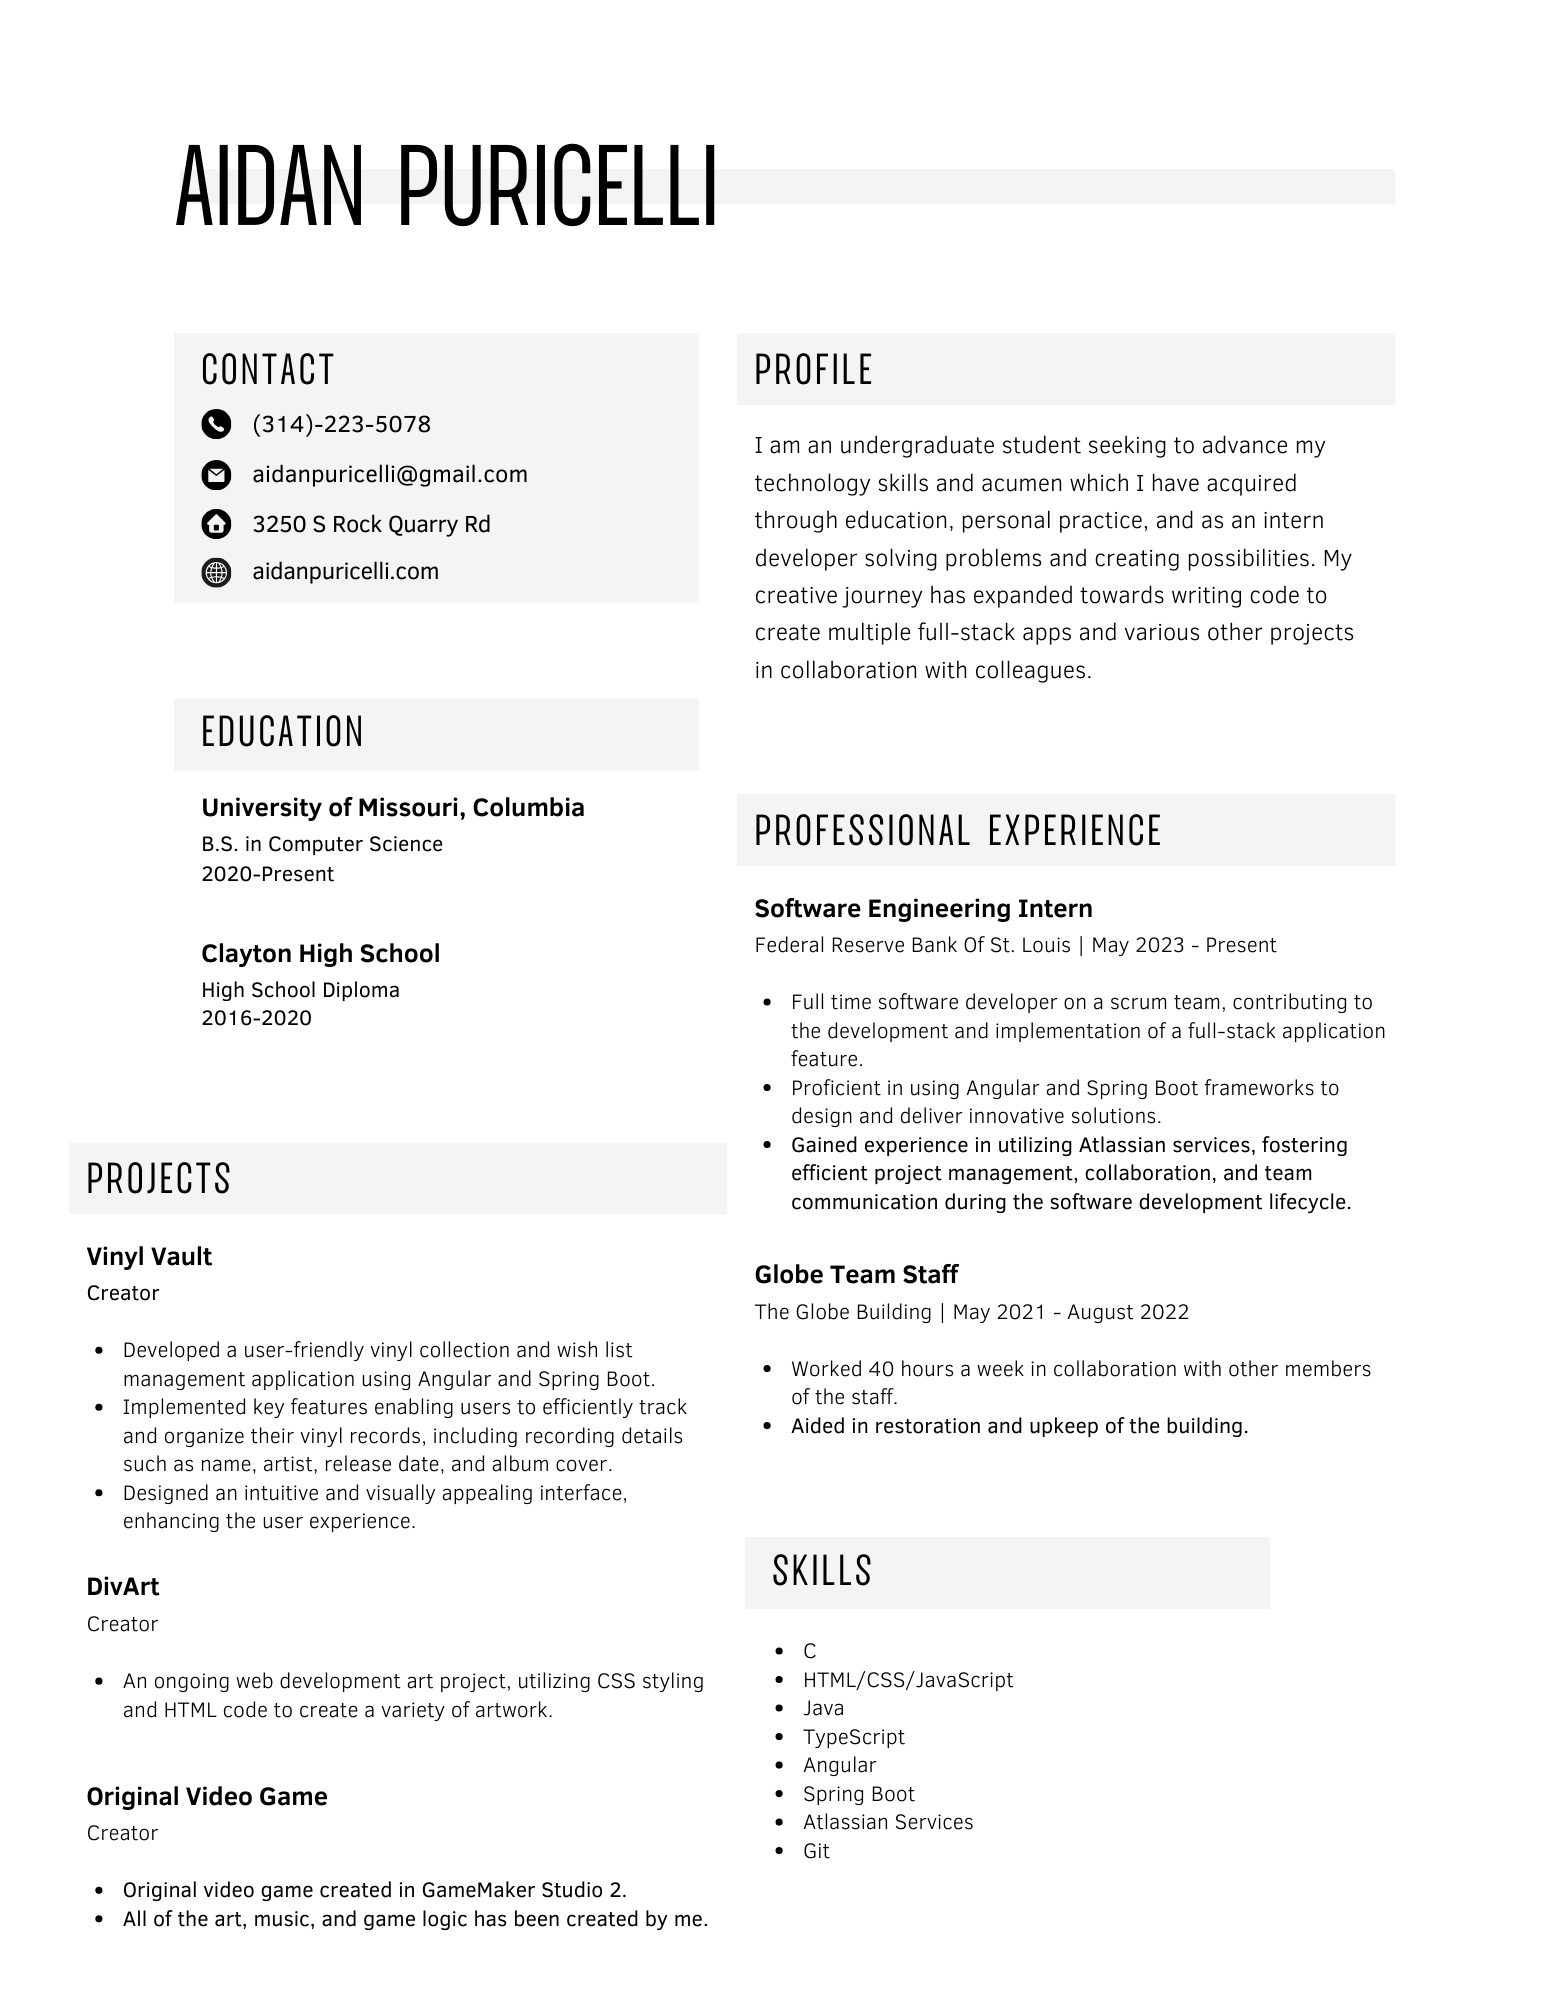 AIDAN PURICELLI
CONTACT
(314)-223-5078
aidanpuricelli@gmail.com
3250 S Rock Quarry Rd
aidanpuricelli.com
EDUCATION
University of Missouri, Columbia
B.S. in Computer Science
2020-Present
Clayton High School
High School Diploma
2016-2020
PROJECTS
Vinyl Vault
Creator
• Developed a user-friendly vinyl collection and wish list
management application using Angular and Spring Boot.
• Implemented key features enabling users to efficiently track
and organize their vinyl records, including recording details
such as name, artist, release date, and album cover.
• Designed an intuitive and visually appealing interface,
enhancing the user experience.
DivArt
Creator
• An ongoing web development art project, utilizing CSS styling
and HTML code to create a variety of artwork.
Original Video Game
Creator
• Original video game created in GameMaker Studio 2.
• All of the art, music, and game logic has been created by me.
PROFILE
I am an undergraduate student seeking to advance my
technology skills and acumen which I have acquired
through education, personal practice, and as an intern
developer solving problems and creating possibilities. My
creative journey has expanded towards writing code to
create multiple full-stack apps and various other projects
in collaboration with colleagues.
PROFESSIONAL EXPERIENCE
Software Engineering Intern
Federal Reserve Bank Of St. Louis | May 2023 - Present
• Full time software developer on a scrum team, contributing to
the development and implementation of a full-stack application
feature.
• Proficient in using Angular and Spring Boot frameworks to
design and deliver innovative solutions.
• Gained experience in utilizing Atlassian services, fostering
efficient project management, collaboration, and team
communication during the software development lifecycle.
Globe Team Staff
The Globe Building | May 2021 - August 2022
• Worked 40 hours a week in collaboration with other members
of the staff.
• Aided in restoration and upkeep of the building.
SKILLS
• C
• HTML/CSS/JavaScript
• Java
• TypeScript
• Angular
• Spring Boot
• Atlassian Services
• Git